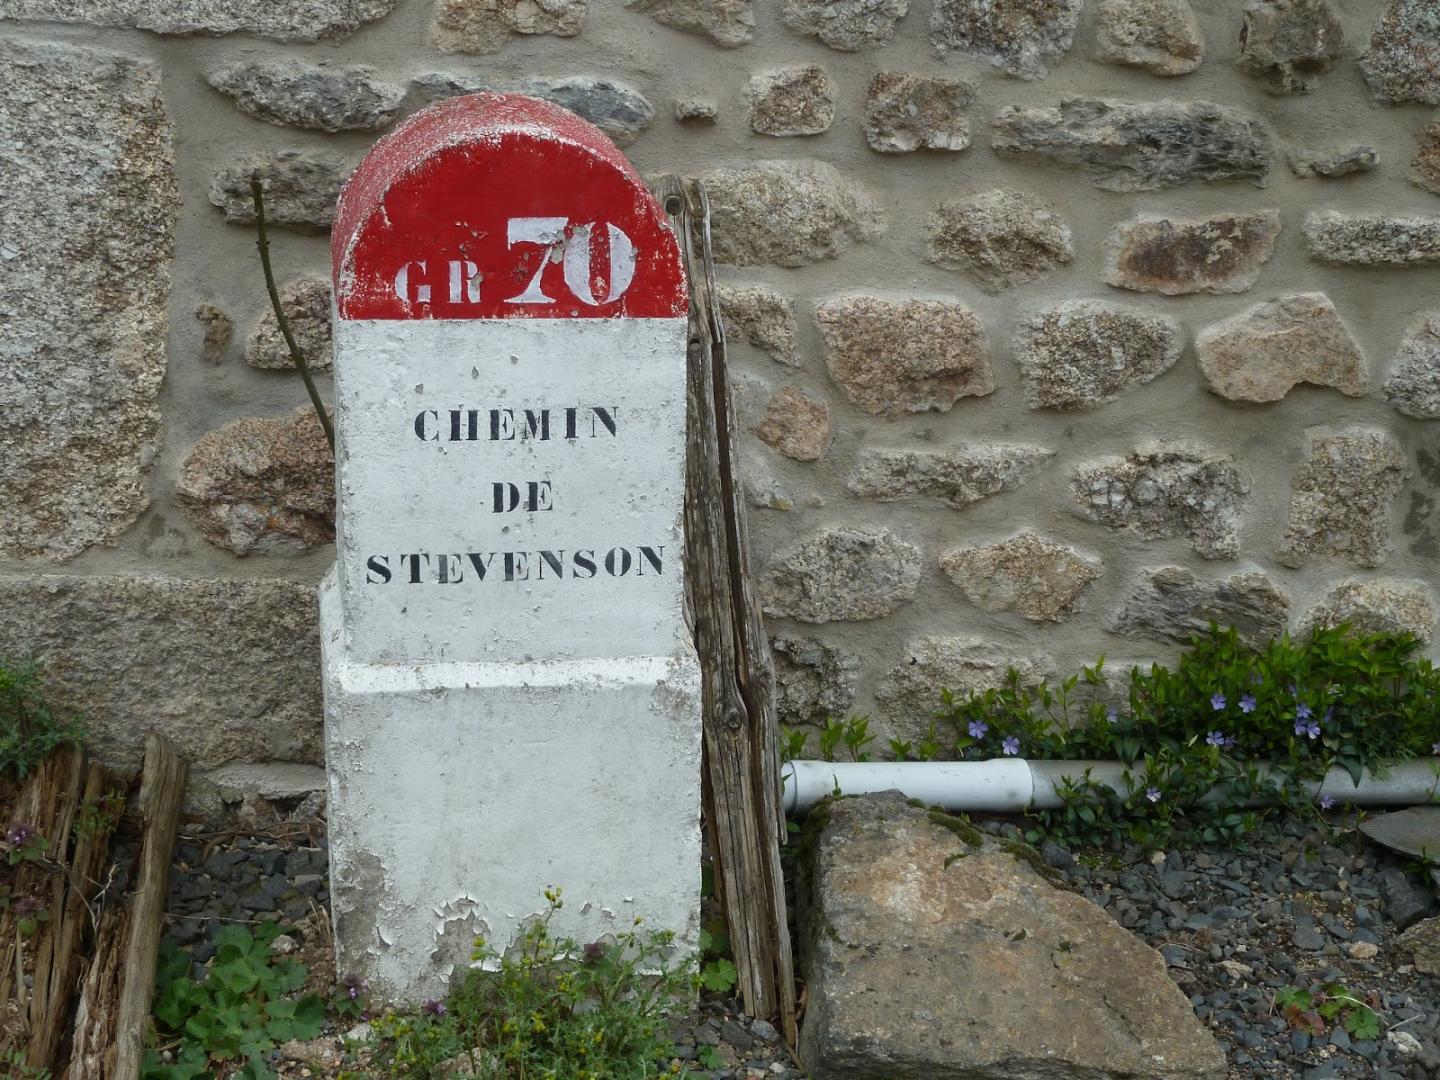 GR 70
CHEMIN
DE
STEVENSON